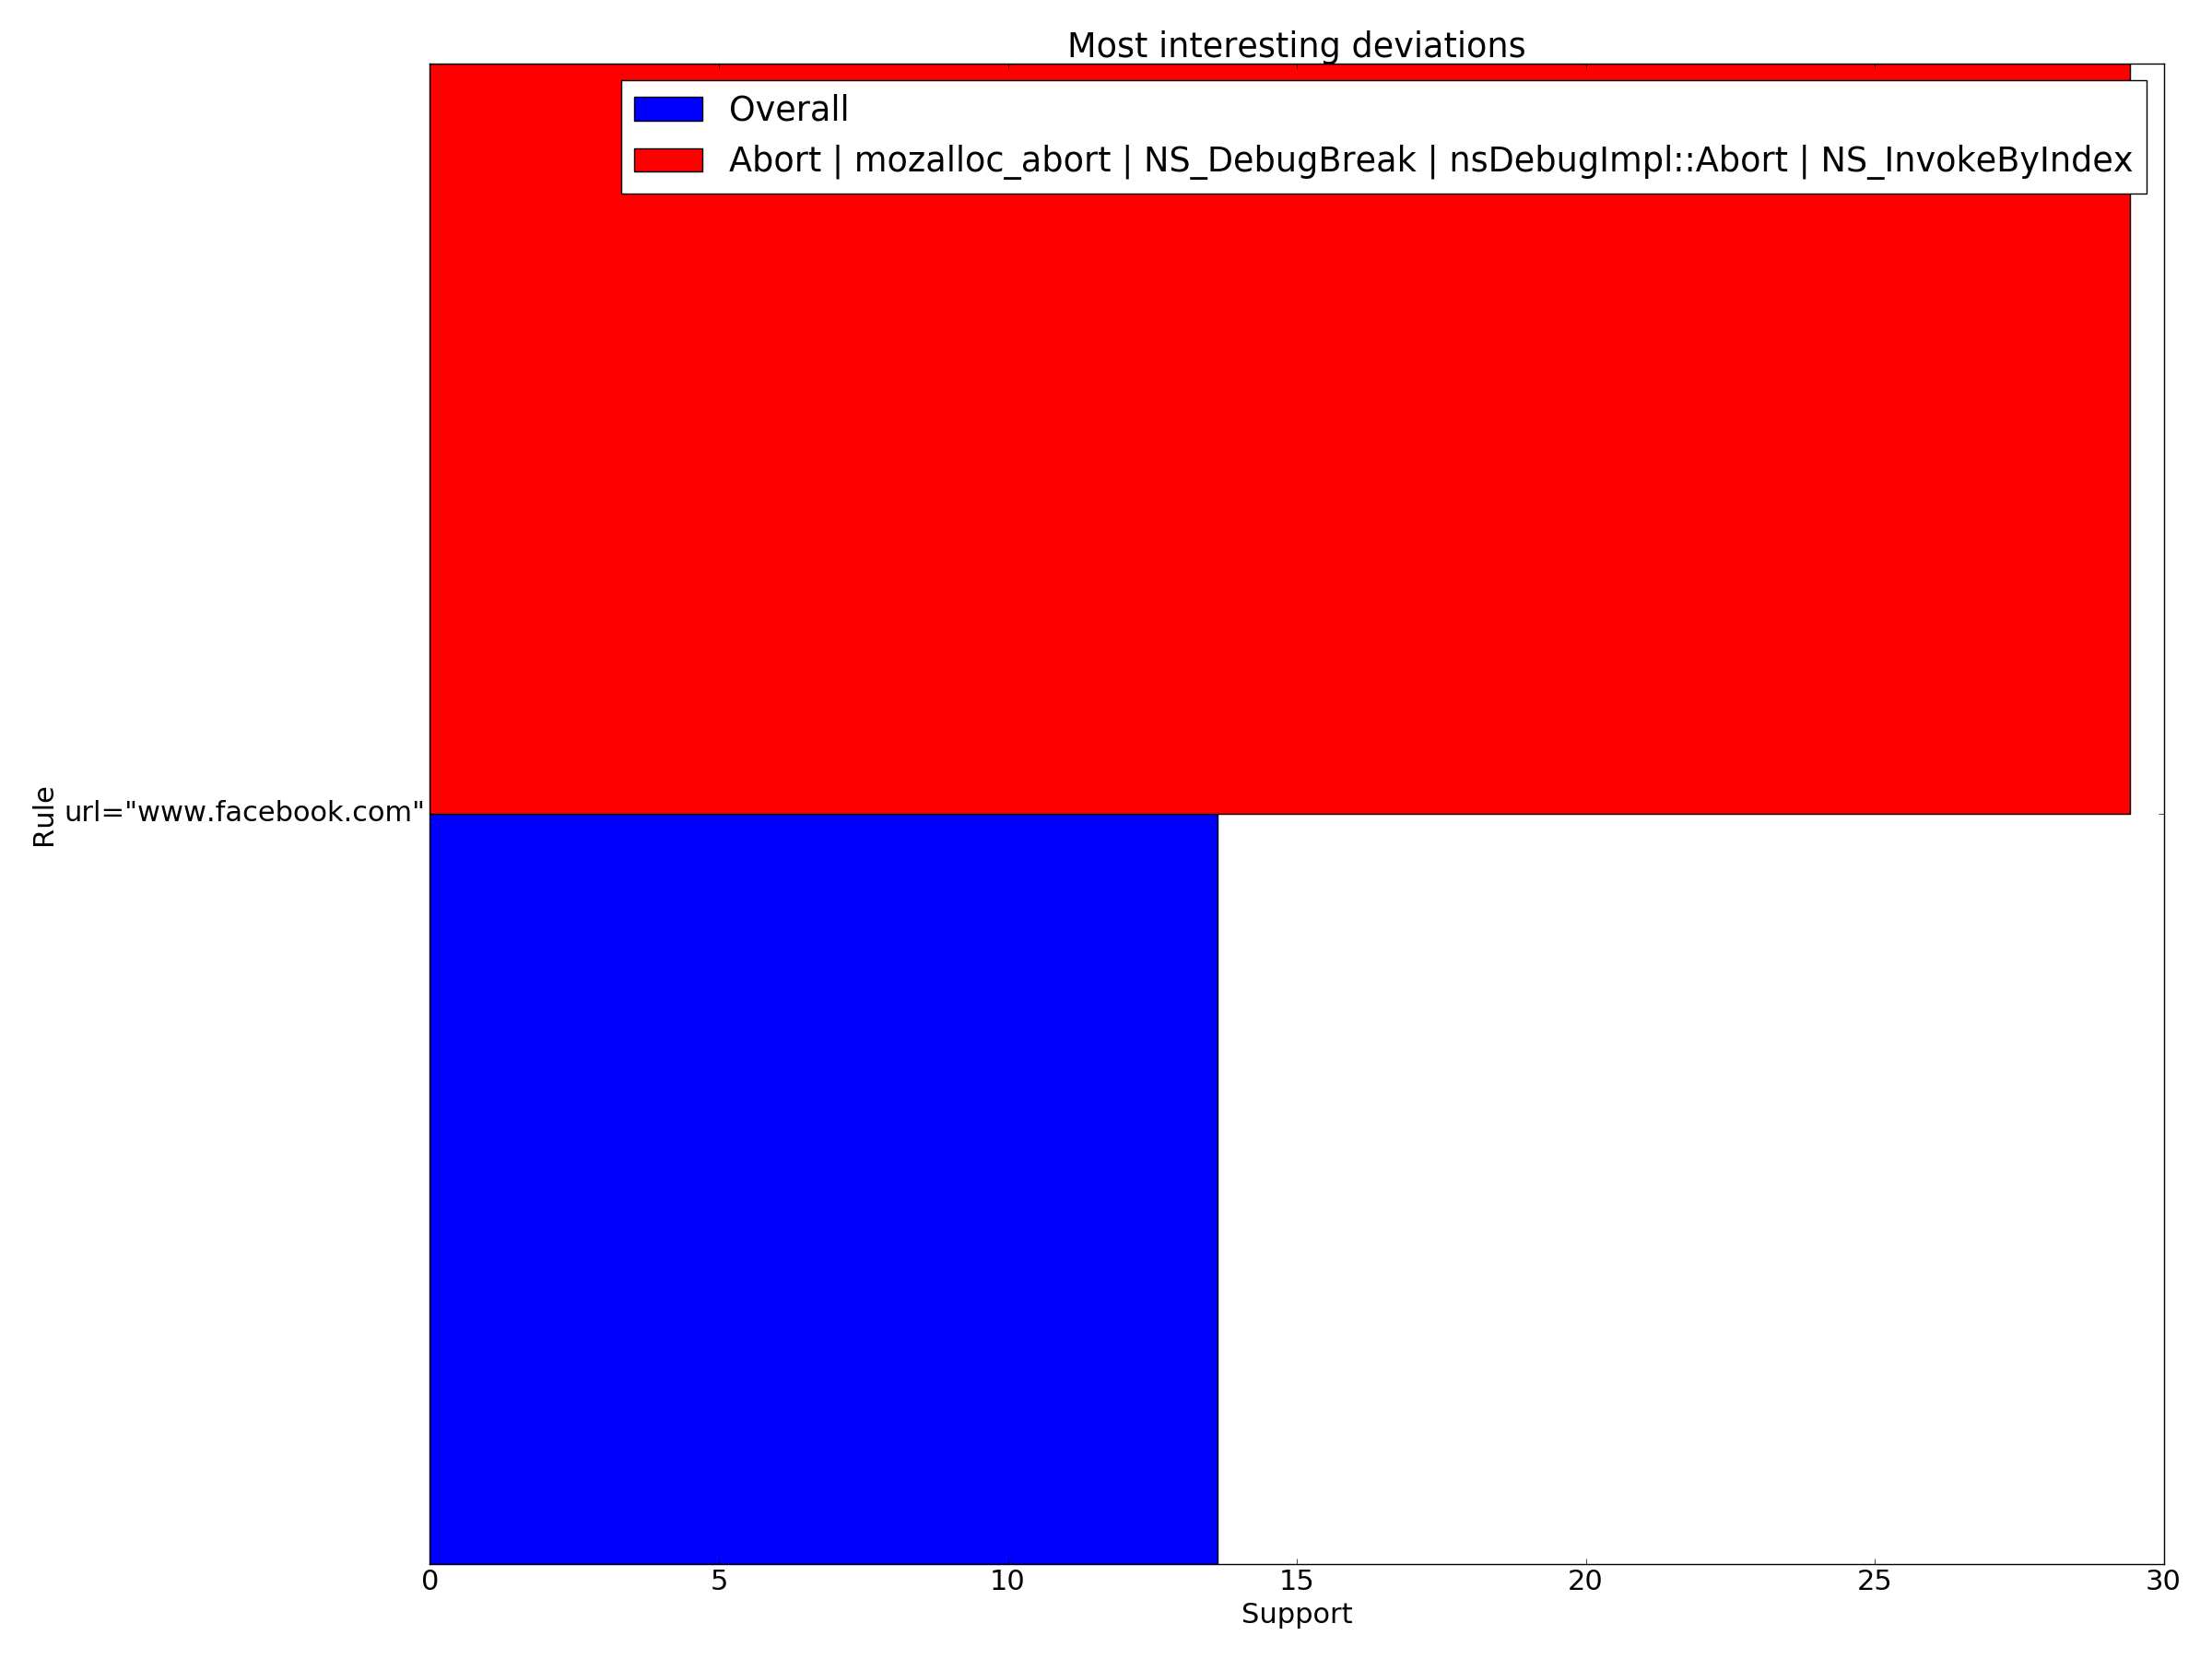 Most interesting deviations
Overall
Abort | mozalloc_abort | NS_DebugBreak | nsDebugImpl::Abort | NS_InvokeByIndex
Rule
url="www.facebook.com"
0 5 10 15 20 25 30
Support